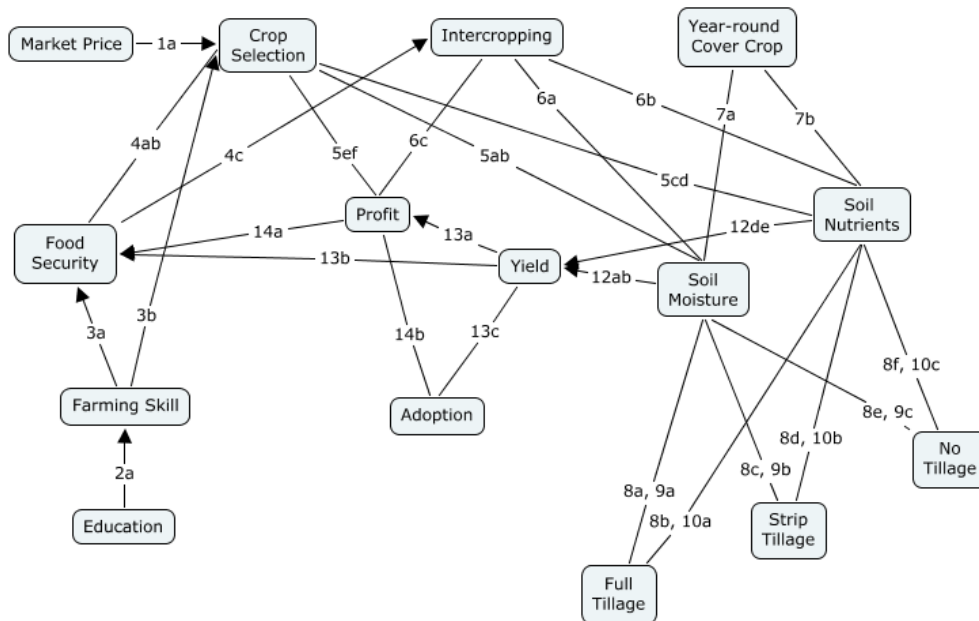 Market Price
1a
Crop
Selection
Intercropping
Year-round
Cover Crop
4ab
4c
5ef
6c
5ab
6a
6b
7a
7b
5cd
Food
Security
14a
Profit
13a
13b
Yield
12ab
12de
Soil
Moisture
Soil
Nutrients
3a
3b
14b
13c
Farming Skill
Adoption
8f, 10c
8e, 9c
8d, 10b
No
Tillage
2a
8c, 9b
8a, 9a
8b, 10a
Education
Strip
Tillage
Full
Tillage